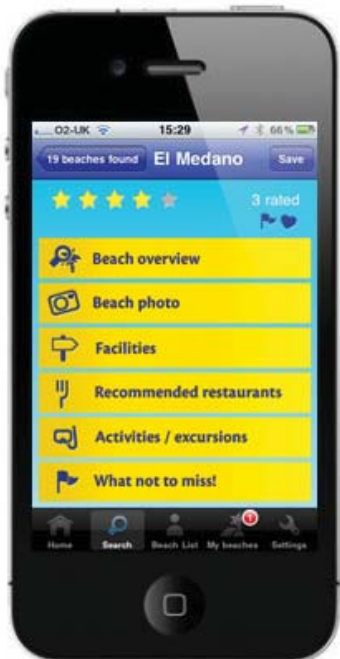 O2-UK 15:29 66%
19 beaches found El Medano Save
3 rated
Beach overview
Beach photo
Facilities
Recommended restaurants
Activities / excursions
What not to miss!
1
Home Search Beach List My beaches Settings